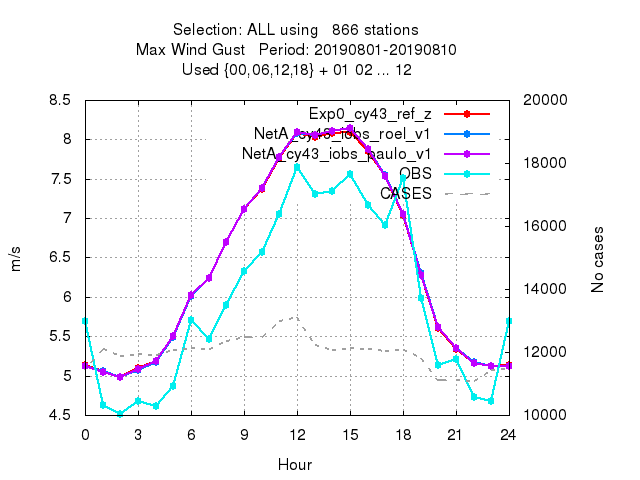 Selection: ALL using   866 stations
Max Wind Gust   Period: 20190801-20190810
Used {00,06,12,18} + 01 02 ... 12
8.5
8
7.5
7
6.5
6
5.5
5
4.5
m/s
Exp0_cy43_ref_z
NetA_cy43_iobs_roel_v1
NetA_cy43_iobs_paulo_v1
OBS
CASES
20000
18000
16000
14000
12000
10000
No cases
0 3 6 9 12 15 18 21 24
Hour